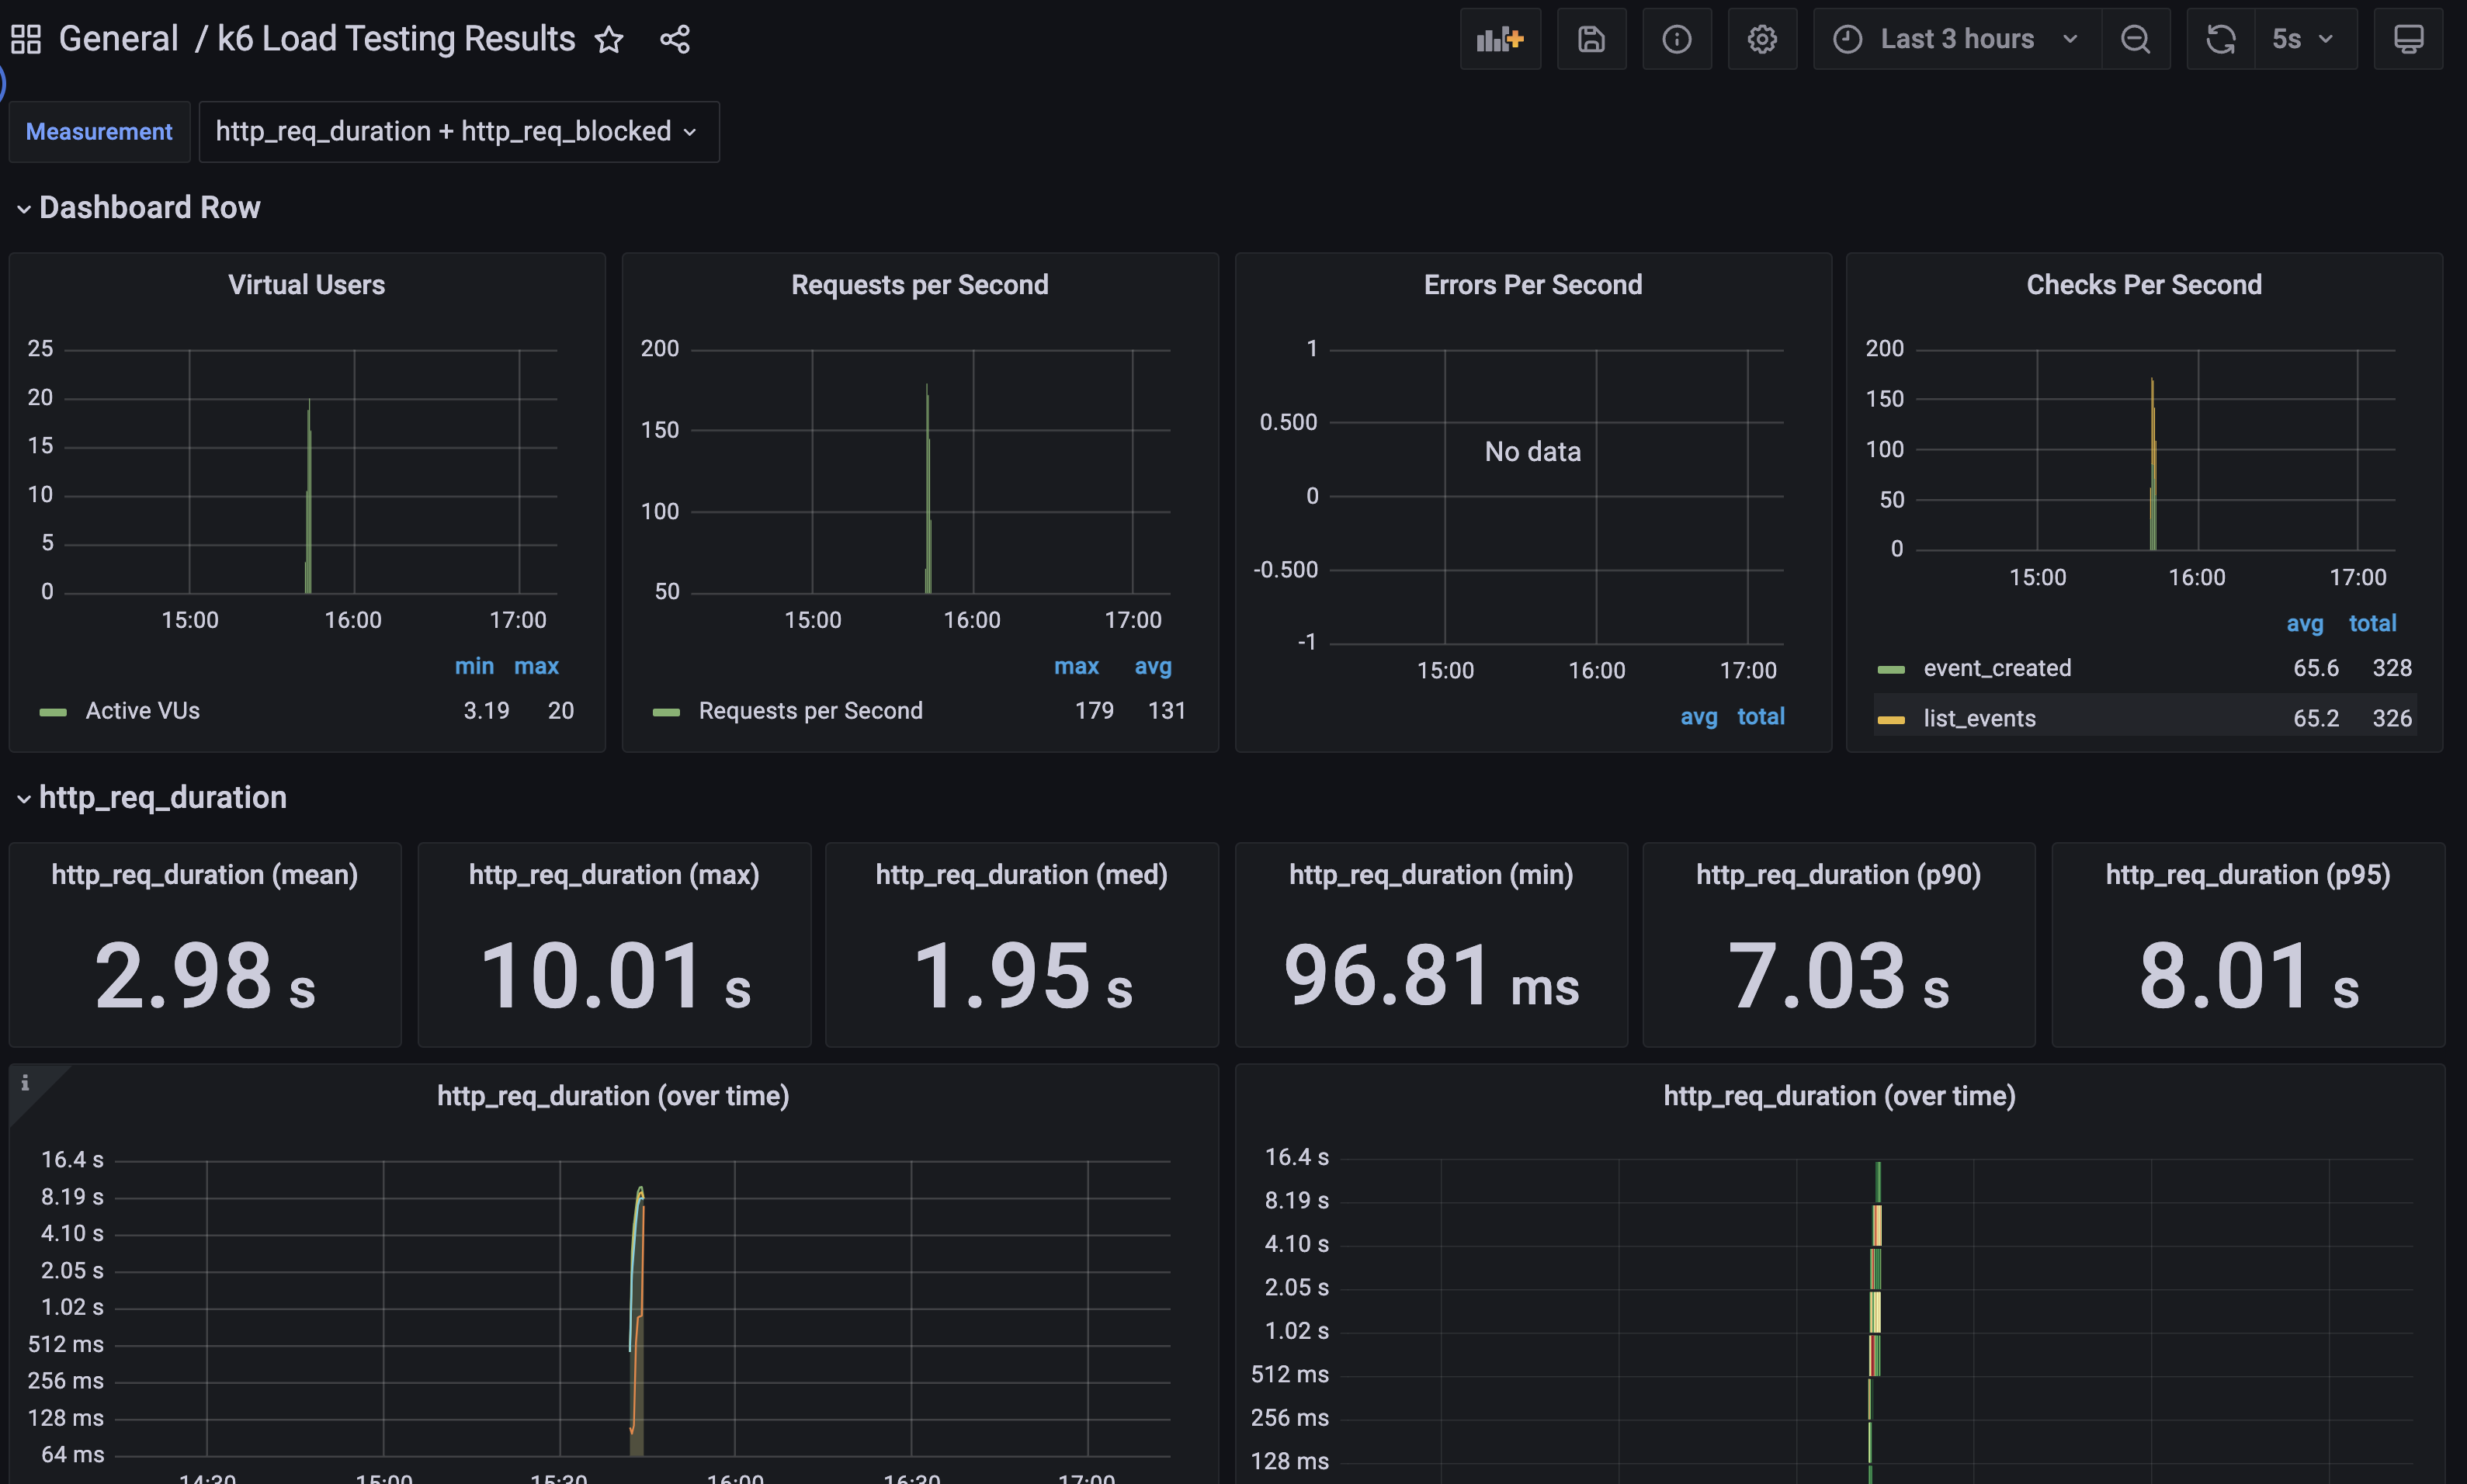 General / k6 Load Testing Results
Last 3 hours
5s
Measurement
http_req_duration + http_req_blocked
Dashboard Row
Virtual Users
25
20
15
10
5
0
15:00 16:00 17:00
min max
Active VUs 3.19 20
Requests per Second
200
150
100
50
15:00 16:00 17:00
max avg
Requests per Second 179 131
Errors Per Second
1
0.500
0
-0.500
-1
No data
15:00 16:00 17:00
avg total
Checks Per Second
200
150
100
50
0
15:00 16:00 17:00
avg total
event_created 65.6 328
list_events 65.2 326
http_req_duration
http_req_duration (mean)
2.98 s
http_req_duration (max)
10.01 s
http_req_duration (med)
1.95 s
http_req_duration (min)
96.81 ms
http_req_duration (p90)
7.03 s
http_req_duration (p95)
8.01 s
http_req_duration (over time)
16.4 s
8.19 s
4.10 s
2.05 s
1.02 s
512 ms
256 ms
128 ms
64 ms
14:30 15:00 15:30 16:00 16:30 17:00
http_req_duration (over time)
16.4 s
8.19 s
4.10 s
2.05 s
1.02 s
512 ms
256 ms
128 ms